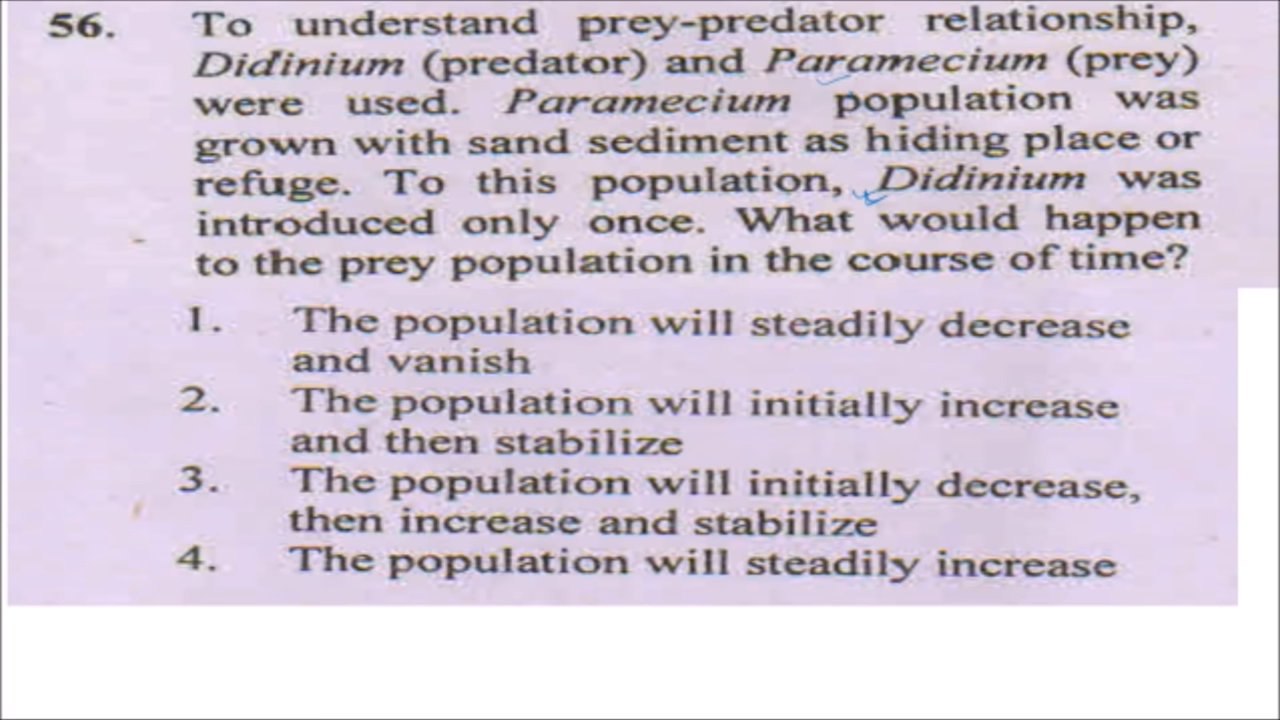 56. To understand prey-predator relationship,
Didinium (predator) and Paramecium (prey)
were used. Paramecium population was
grown with sand sediment as hiding place or
refuge. To this population, Didinium was
introduced only once. What would happen
to the prey population in the course of time?
1. The population will steadily decrease
and vanish
2. The population will initially increase
and then stabilize
3. The population will initially decrease,
then increase and stabilize
4. The population will steadily increase